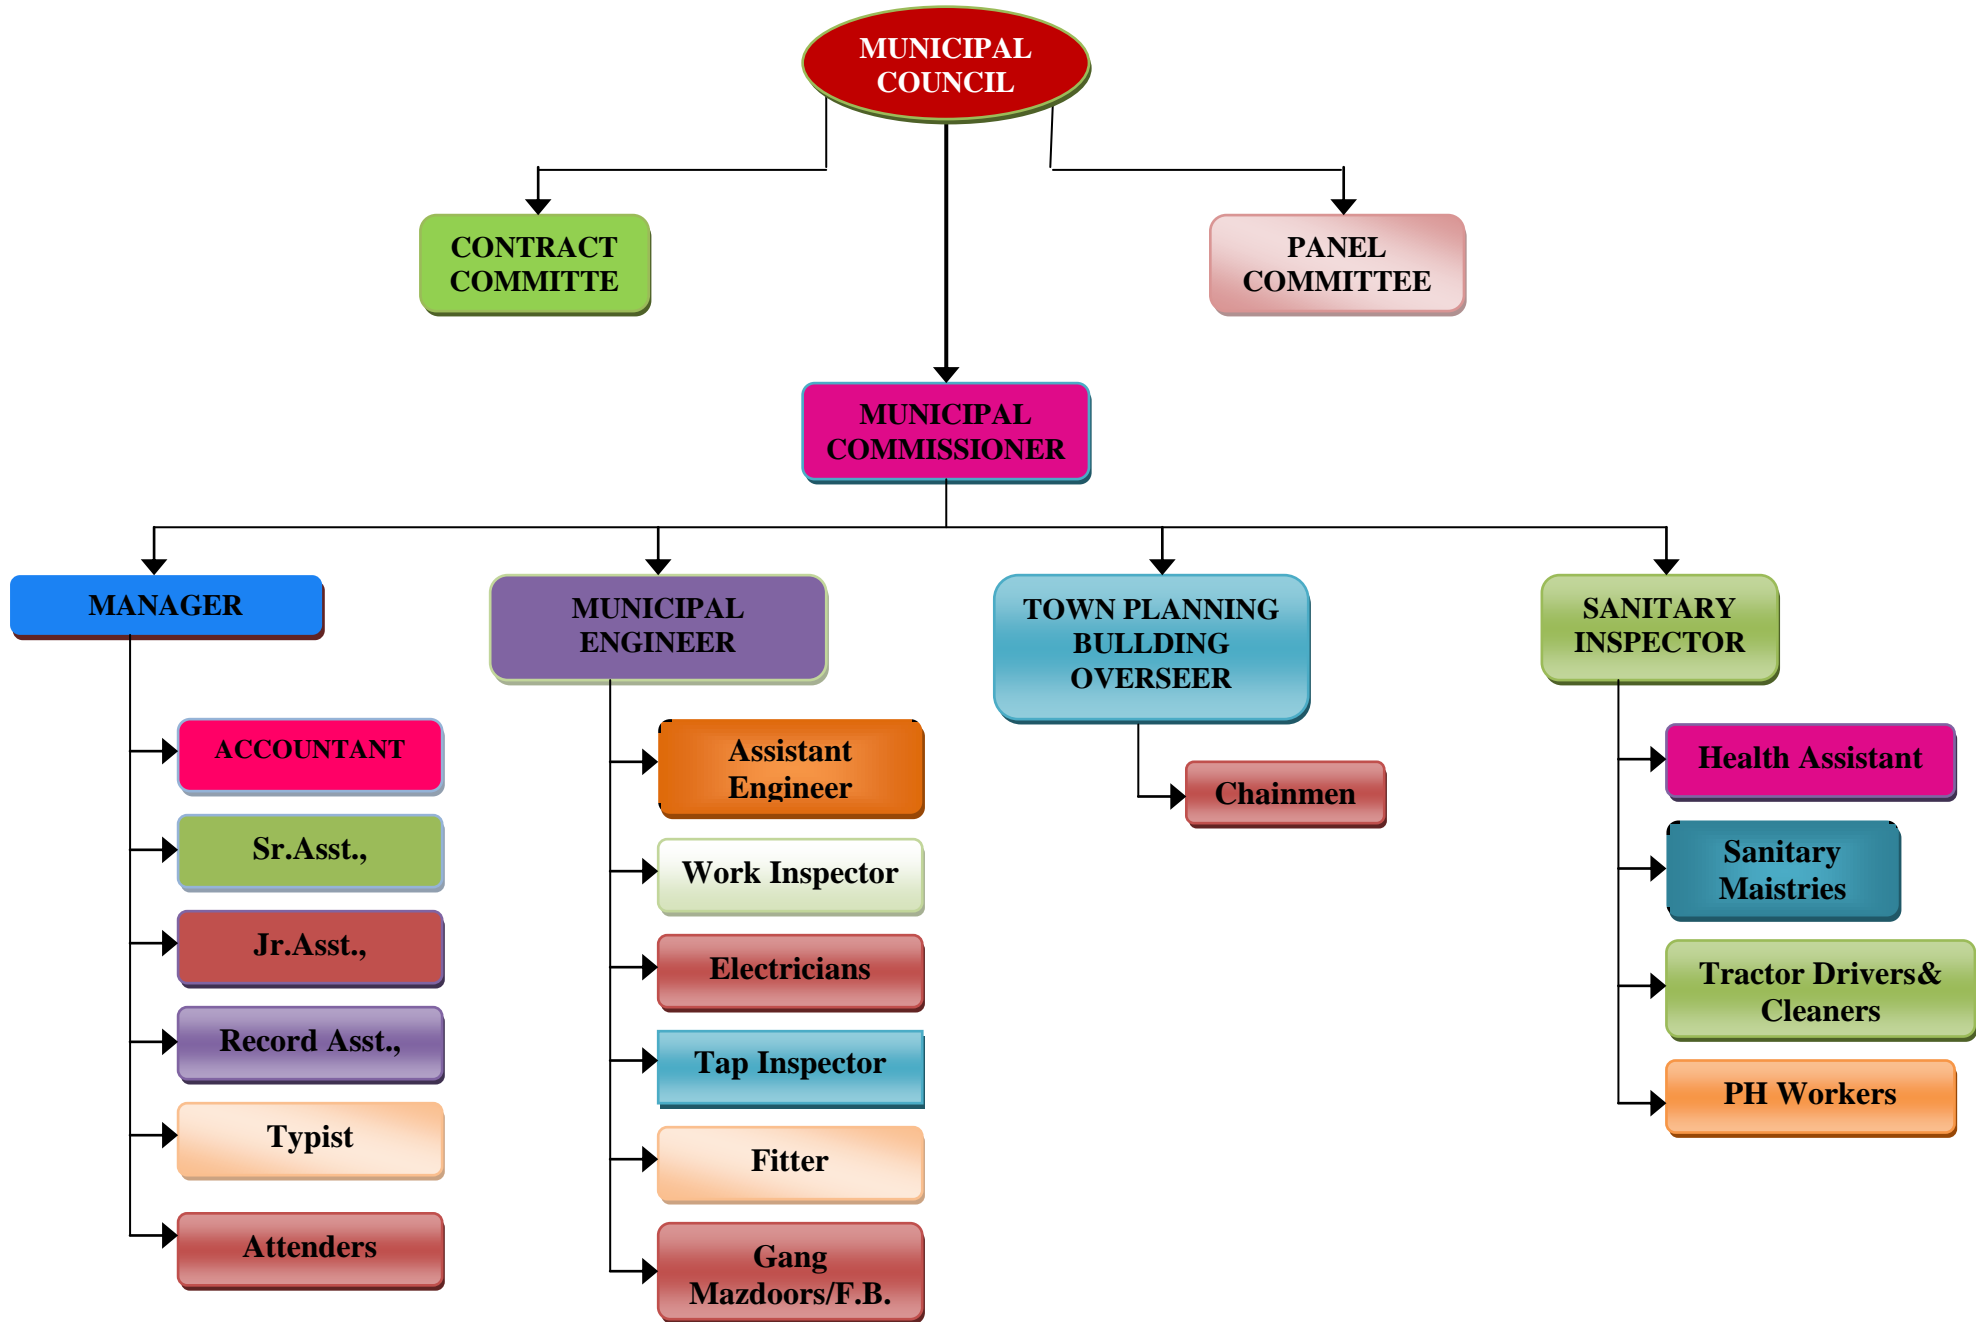 MUNICIPAL
COUNCIL
CONTRACT
COMMITTE
PANEL
COMMITTEE
MUNICIPAL
COMMISSIONER
MANAGER
MUNICIPAL
ENGINEER
TOWN PLANNING
BULLDING
OVERSEER
SANITARY
INSPECTOR
ACCOUNTANT
Sr.Asst.,
Jr.Asst.,
Record Asst.,
Typist
Attenders
Assistant
Engineer
Work Inspector
Electricians
Tap Inspector
Fitter
Gang
Mazdoors/F.B.
Chainmen
Health Assistant
Sanitary
Maistries
Tractor Drivers&
Cleaners
PH Workers